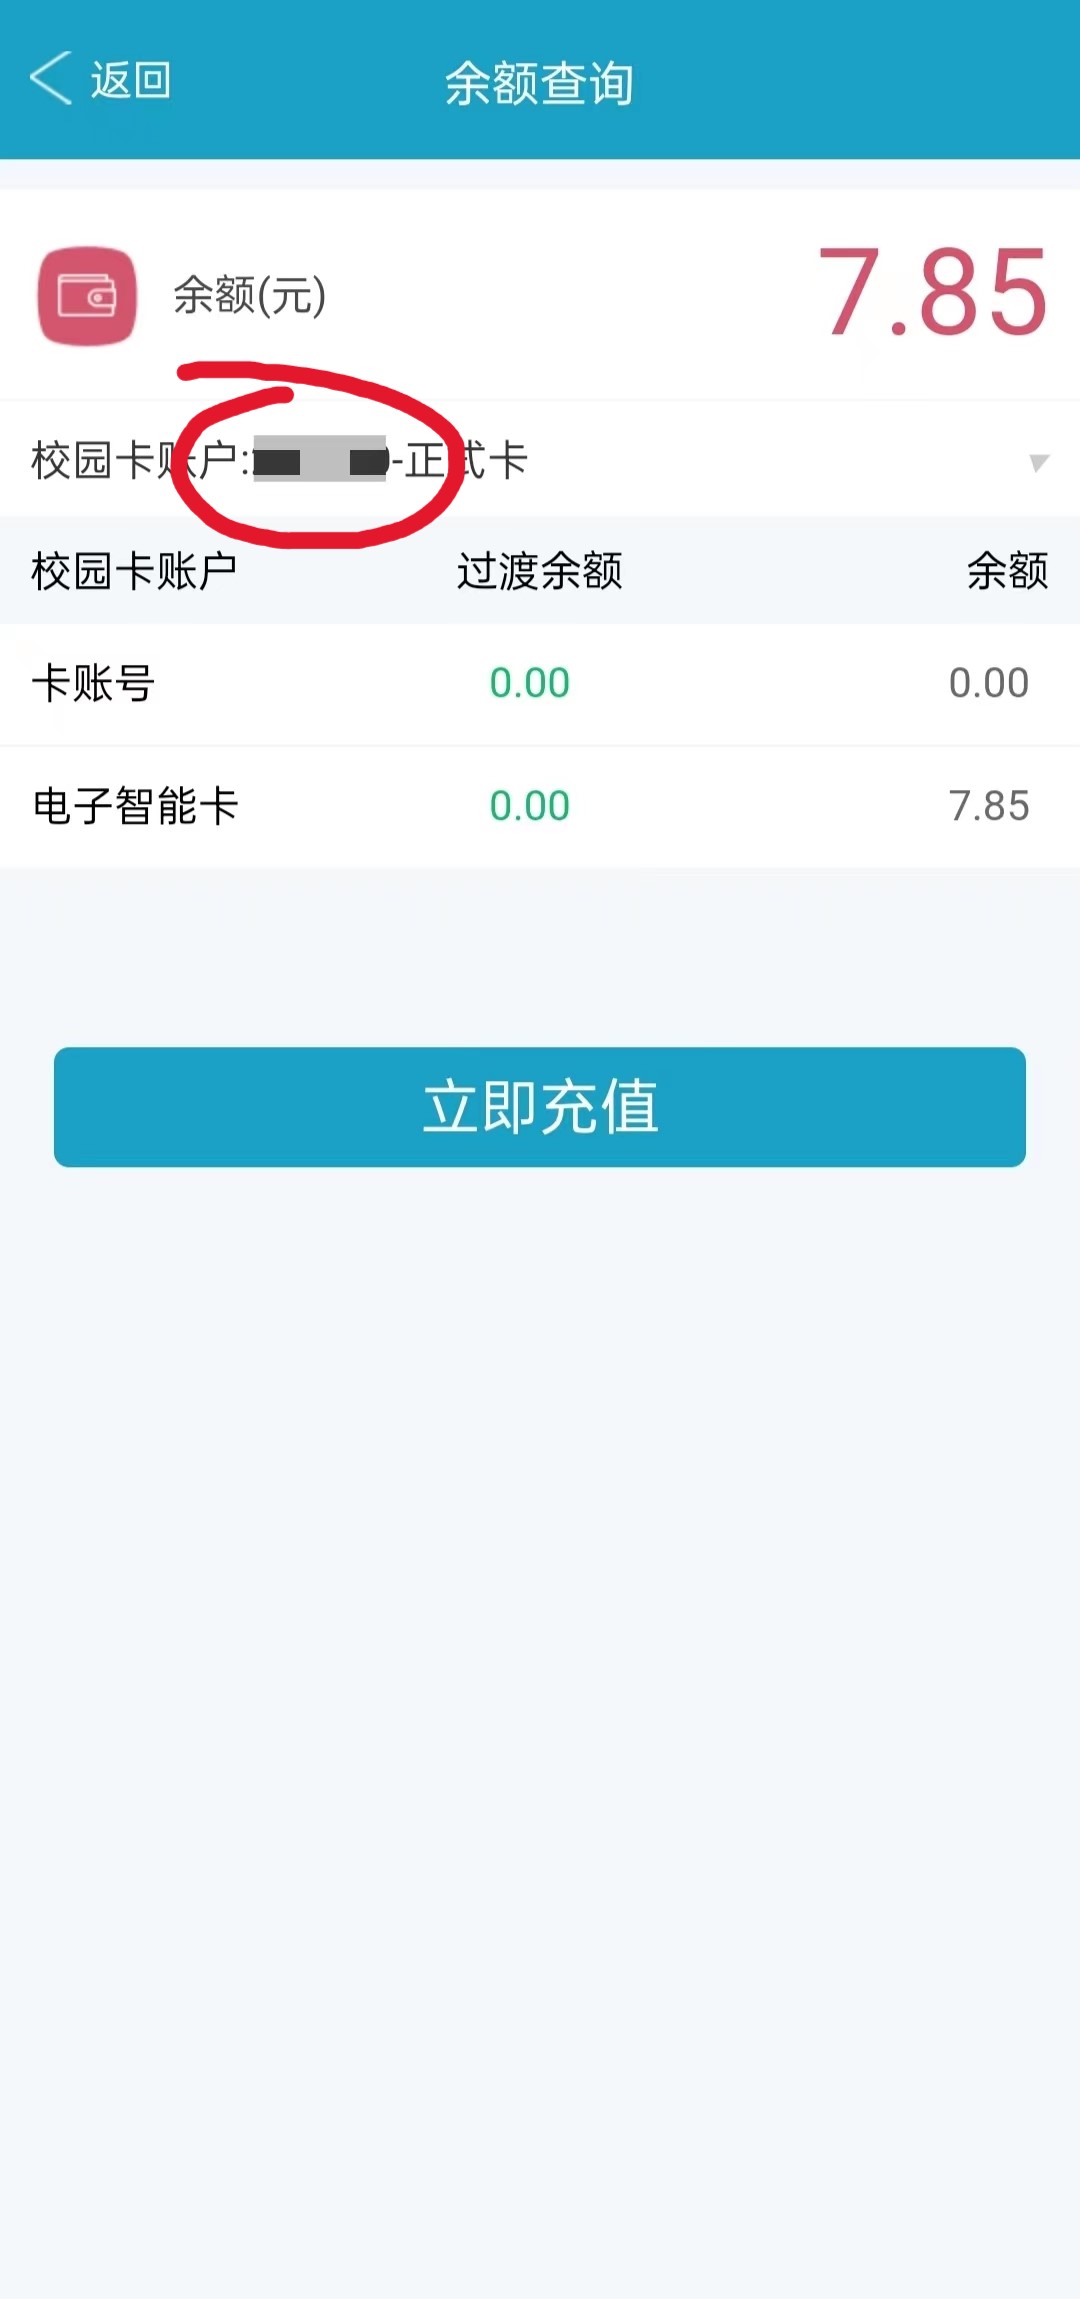 返回
余额查询
余额(元)
7.85
校园卡账户: -正式卡
校园卡账户 过渡余额 余额
卡账号 0.00 0.00
电子智能卡 0.00 7.85
立即充值